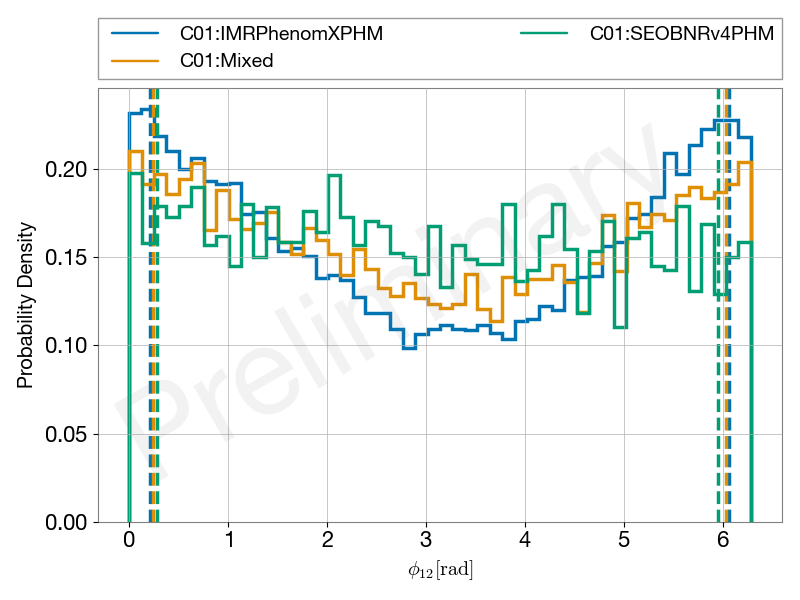 C01:IMRPhenomXPHM
C01:Mixed
C01:SEOBNRv4PHM
Preliminary
Probability Density
0.20
0.15
0.10
0.05
0.00
0 1 2 3 4 5 6
ϕ₁₂[rad]